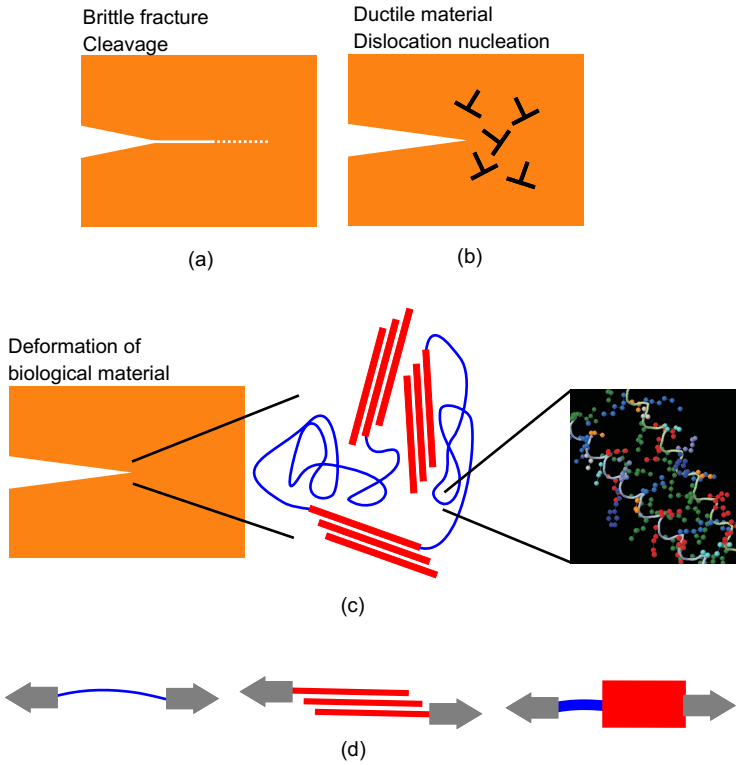 Brittle fracture
Cleavage
Ductile material
Dislocation nucleation
(a)
(b)
Deformation of
biological material
(c)
(d)